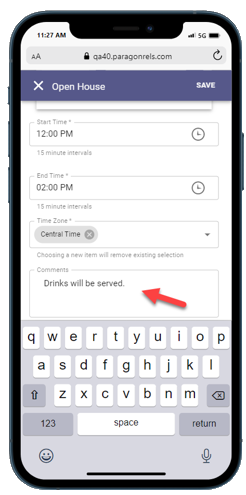 11:27 AM 5G
AA qa40.paragonrels.com
Open House SAVE
Start Time *
12:00 PM
15 minute intervals
End Time *
02:00 PM
15 minute intervals
Time Zone *
Central Time
Choosing a new item will remove existing selection
Comments
Drinks will be served.
q w e r t y u i o p
a s d f g h j k l
z x c v b n m
123 space return